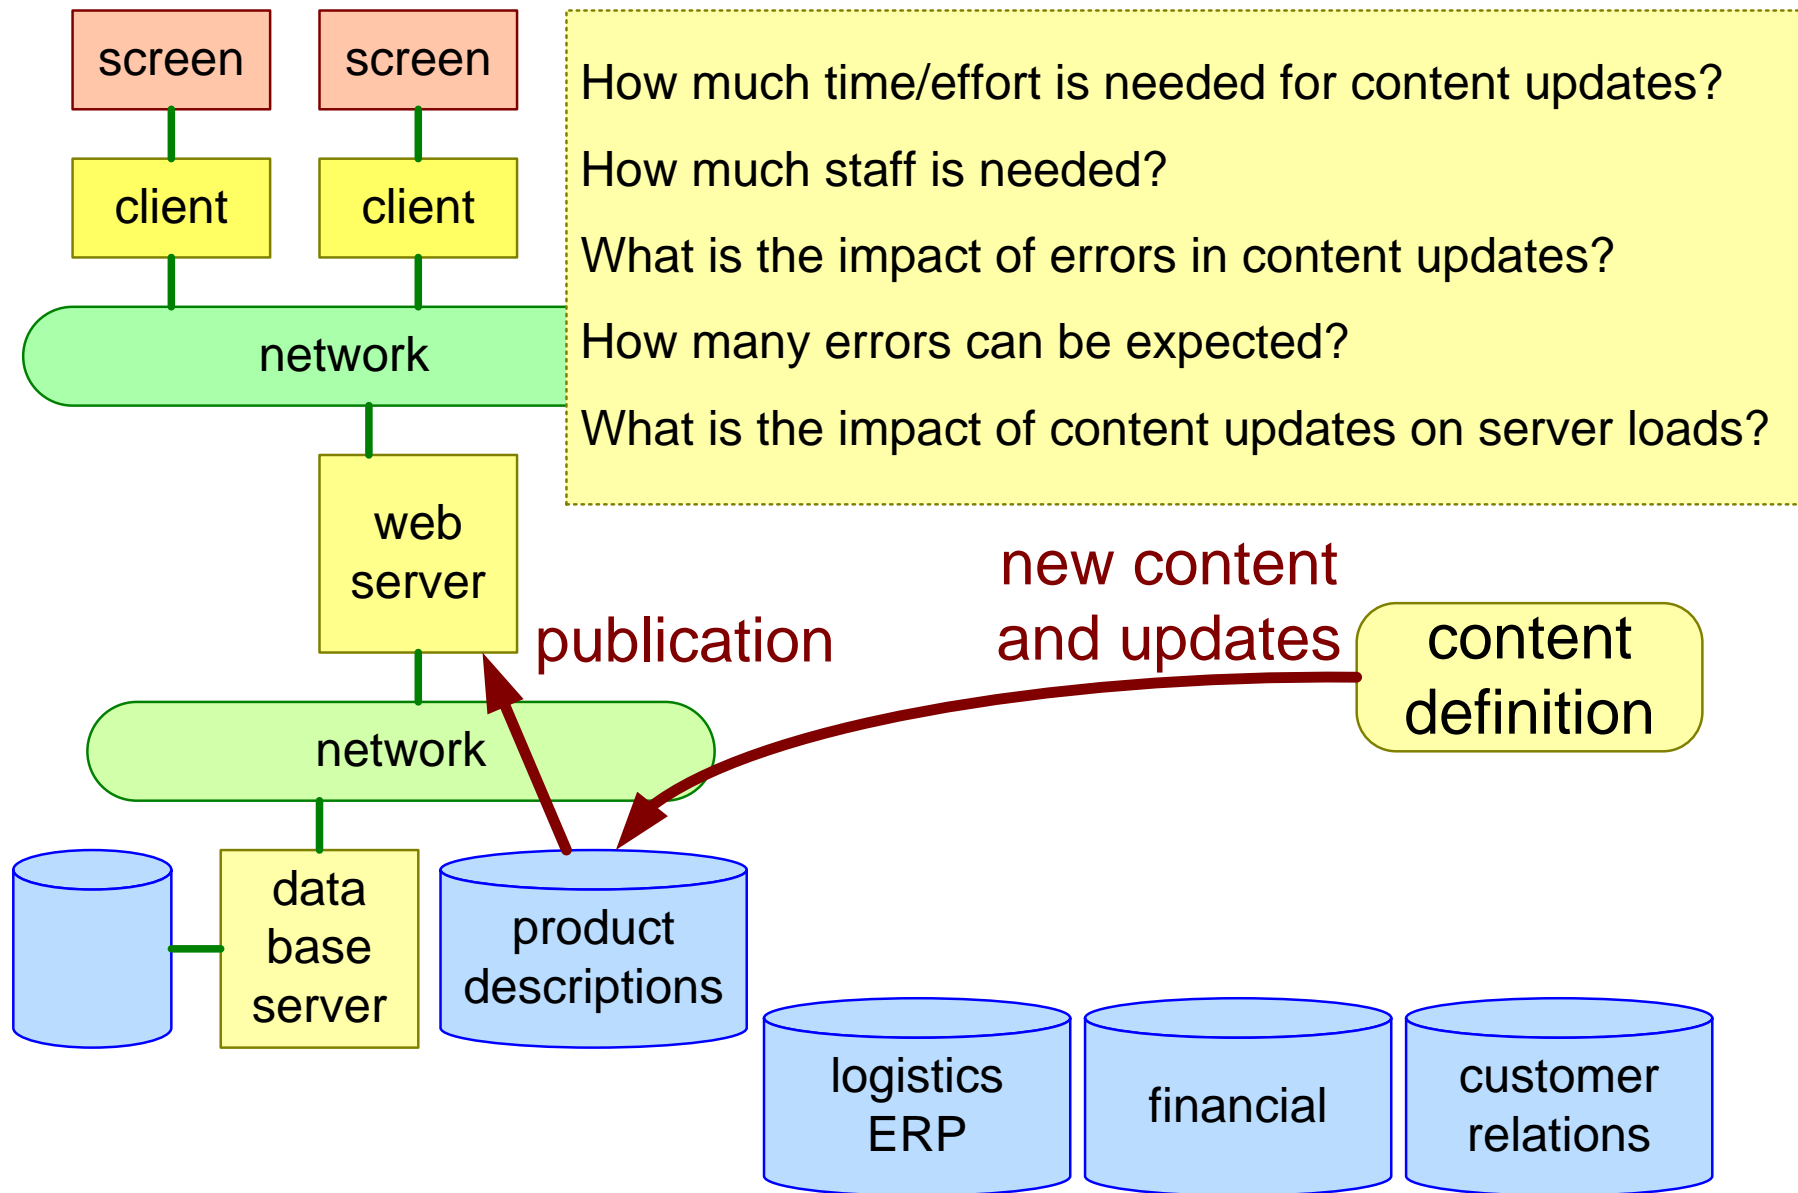 screen
screen
How much time/effort is needed for content updates?
How much staff is needed?
client
client
What is the impact of errors in content updates?
network
How many errors can be expected?
What is the impact of content updates on server loads?
web
server
new content
and updates
publication
content
definition
network
data
base
server
product
descriptions
logistics
ERP
financial
customer
relations